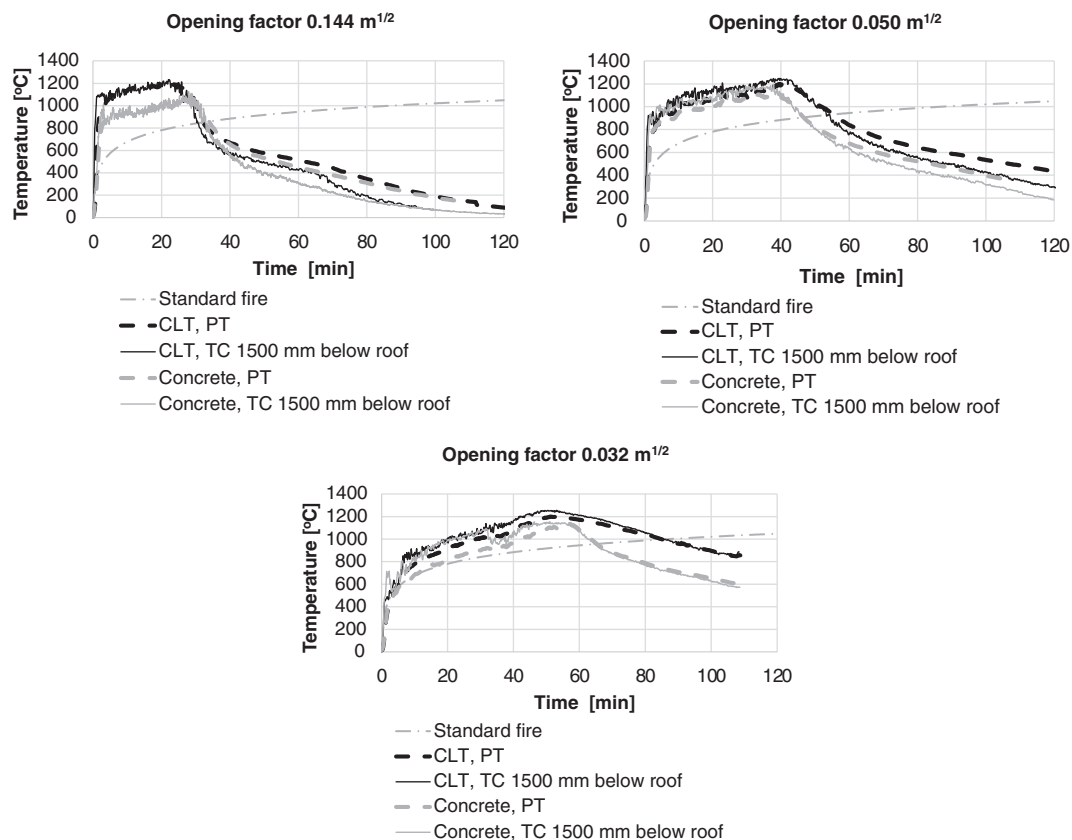 Opening factor 0.144 m1/2
Temperature [ºC]
1400
1200
1000
800
600
400
200
0
0 20 40 60 80 100 120
Time [min]
Standard fire
CLT, PT
CLT, TC 1500 mm below roof
Concrete, PT
Concrete, TC 1500 mm below roof
Opening factor 0.050 m1/2
Temperature [ºC]
1400
1200
1000
800
600
400
200
0
0 20 40 60 80 100 120
Time [min]
Standard fire
CLT, PT
CLT, TC 1500 mm below roof
Concrete, PT
Concrete, TC 1500 mm below roof
Opening factor 0.032 m1/2
Temperature [ºC]
1400
1200
1000
800
600
400
200
0
0 20 40 60 80 100 120
Time [min]
Standard fire
CLT, PT
CLT, TC 1500 mm below roof
Concrete, PT
Concrete, TC 1500 mm below roof